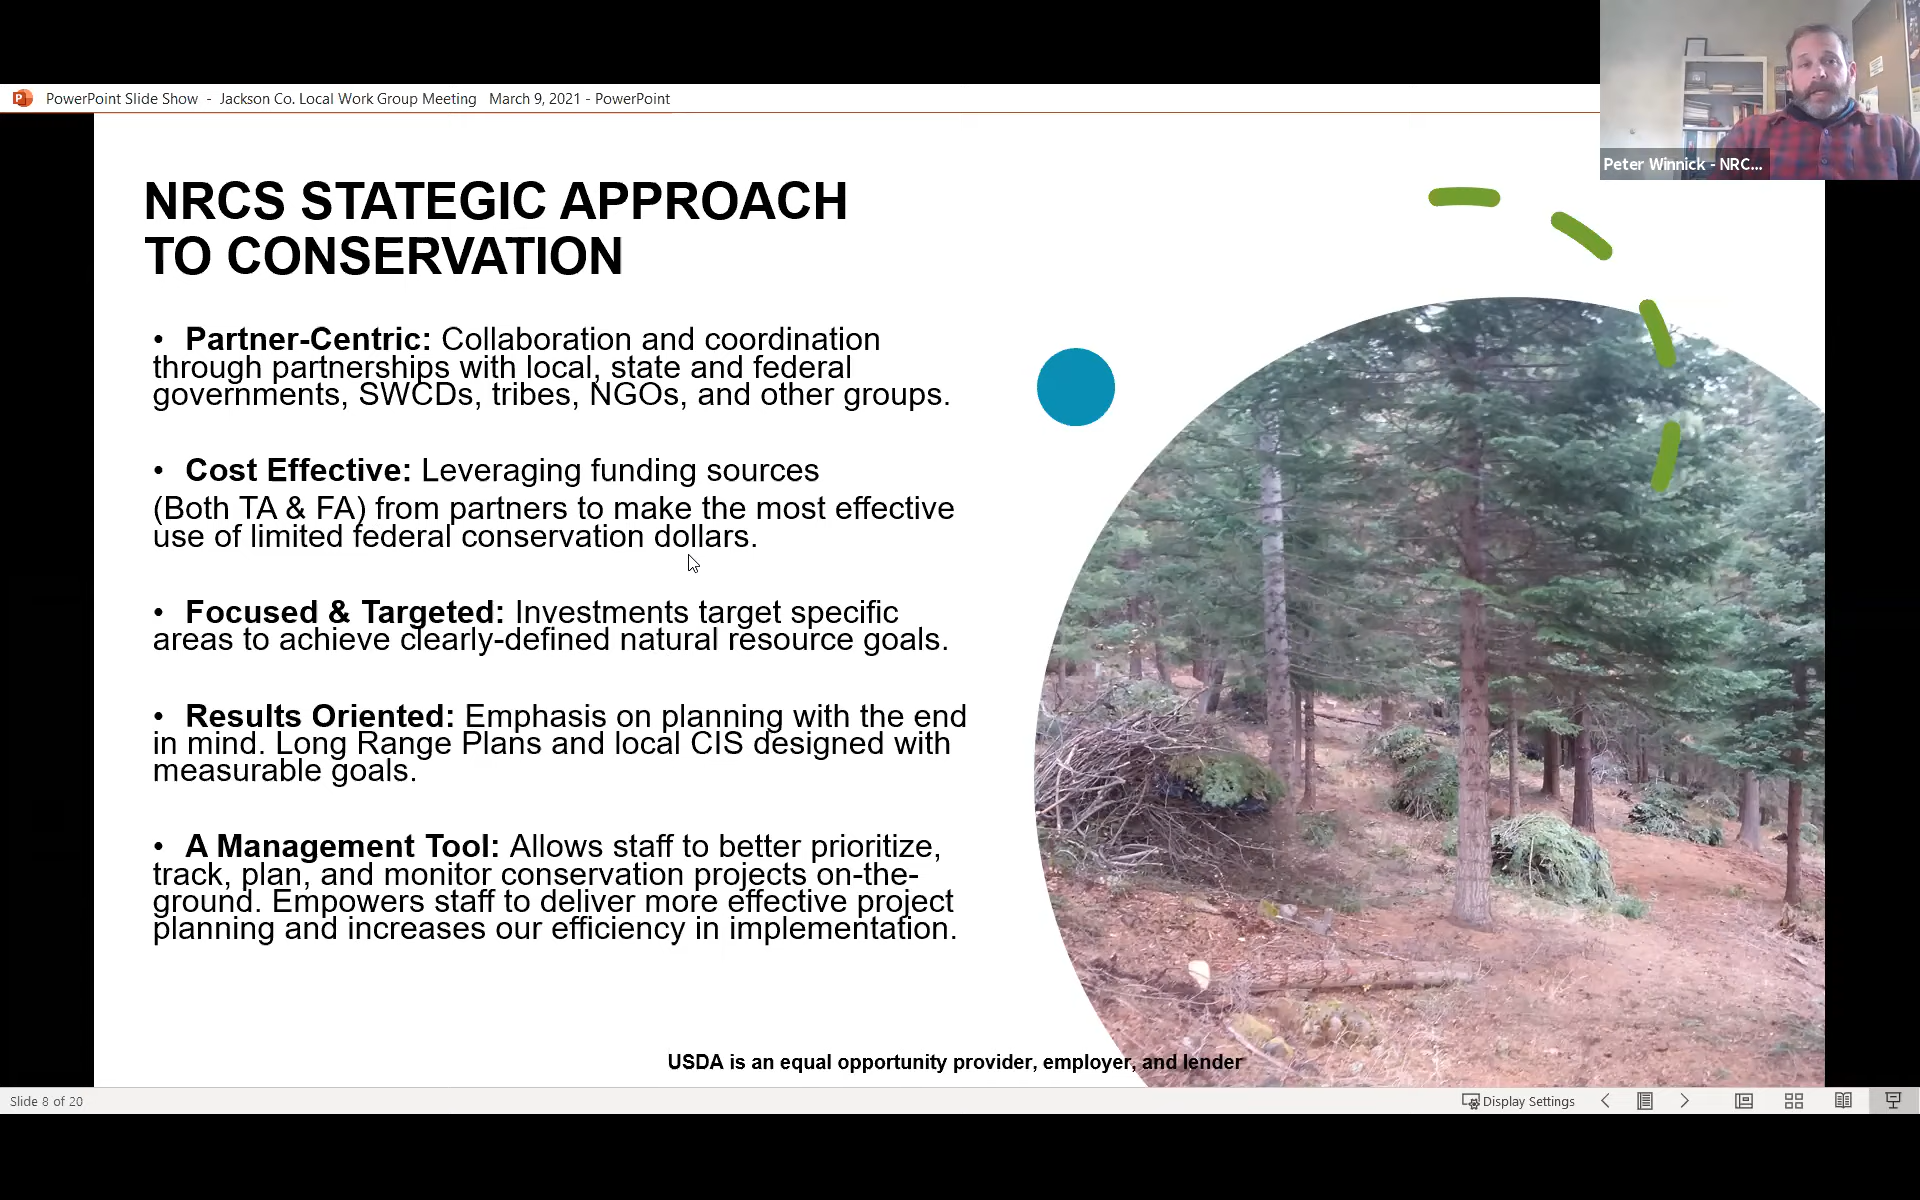 PowerPoint Slide Show - Jackson Co. Local Work Group Meeting March 9, 2021 - PowerPoint
Peter Winnick - NRC...
NRCS STATEGIC APPROACH
TO CONSERVATION
• Partner-Centric: Collaboration and coordination
through partnerships with local, state and federal
governments, SWCDs, tribes, NGOs, and other groups.
• Cost Effective: Leveraging funding sources
(Both TA & FA) from partners to make the most effective
use of limited federal conservation dollars.
• Focused & Targeted: Investments target specific
areas to achieve clearly-defined natural resource goals.
• Results Oriented: Emphasis on planning with the end
in mind. Long Range Plans and local CIS designed with
measurable goals.
• A Management Tool: Allows staff to better prioritize,
track, plan, and monitor conservation projects on-the-
ground. Empowers staff to deliver more effective project
planning and increases our efficiency in implementation.
USDA is an equal opportunity provider, employer, and lender
Slide 8 of 20
Display Settings